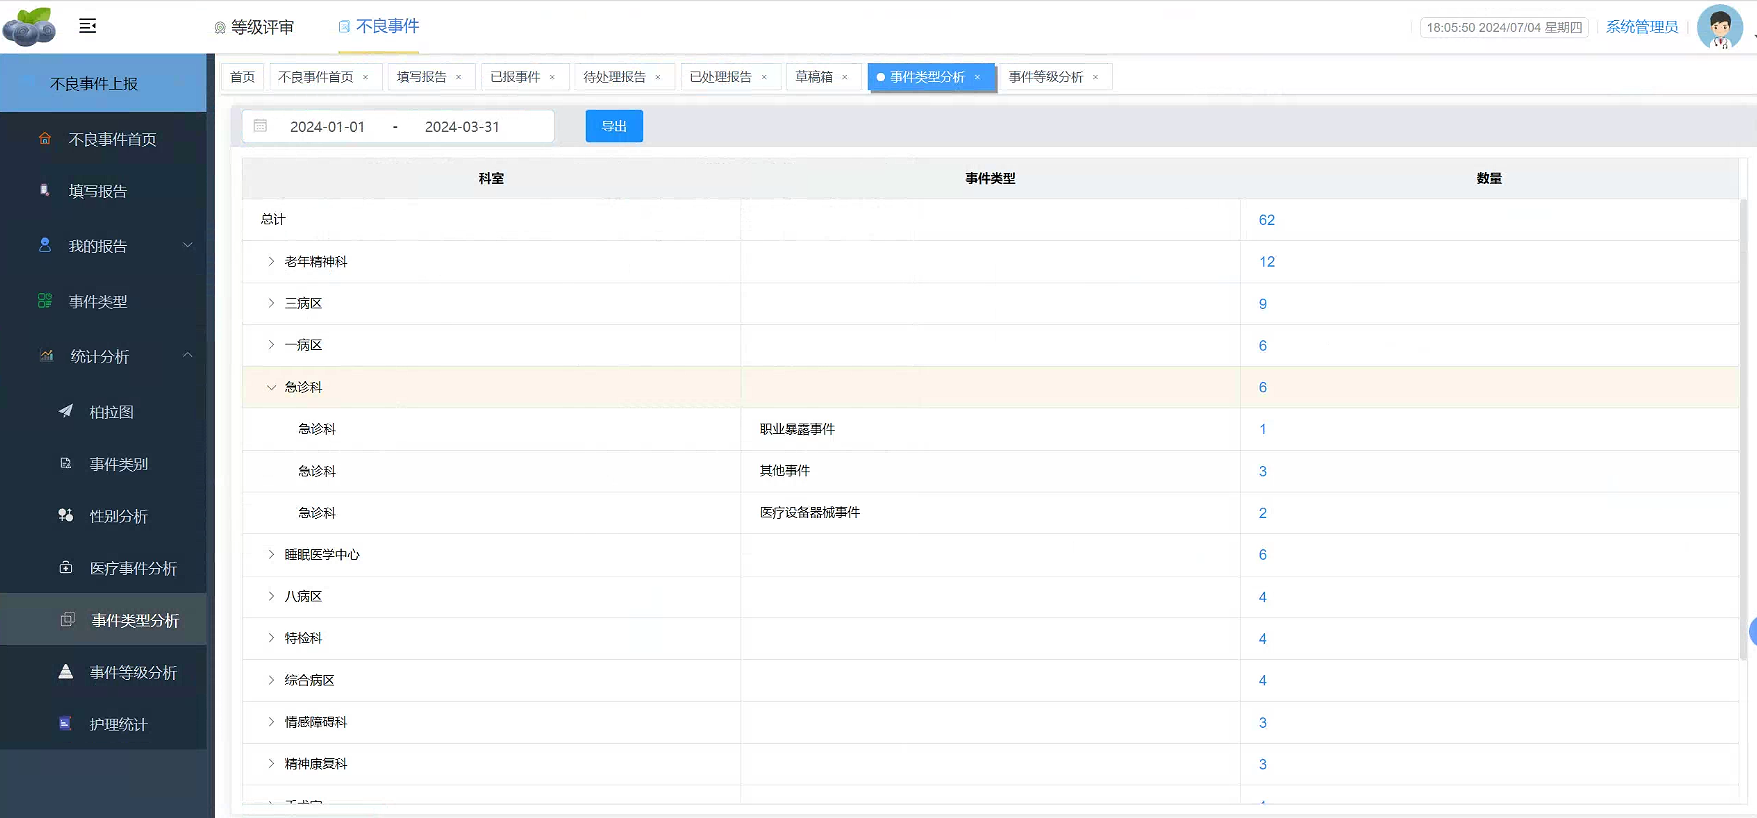 等级评审
不良事件
18:05:50 2024/07/04 星期四
系统管理员
不良事件上报
首页
不良事件首页 ×
填写报告 ×
已报事件 ×
待处理报告 ×
已处理报告 ×
草稿箱 ×
事件类型分析 ×
事件等级分析 ×
不良事件首页
填写报告
我的报告
事件类型
统计分析
柏拉图
事件类别
性别分析
医疗事件分析
事件类型分析
事件等级分析
护理统计
2024-01-01 - 2024-03-31
导出
科室 事件类型 数量
总计 62
老年精神科 12
三病区 9
一病区 6
急诊科 6
急诊科 职业暴露事件 1
急诊科 其他事件 3
急诊科 医疗设备器械事件 2
睡眠医学中心 6
八病区 4
特检科 4
综合病区 4
情感障碍科 3
精神康复科 3